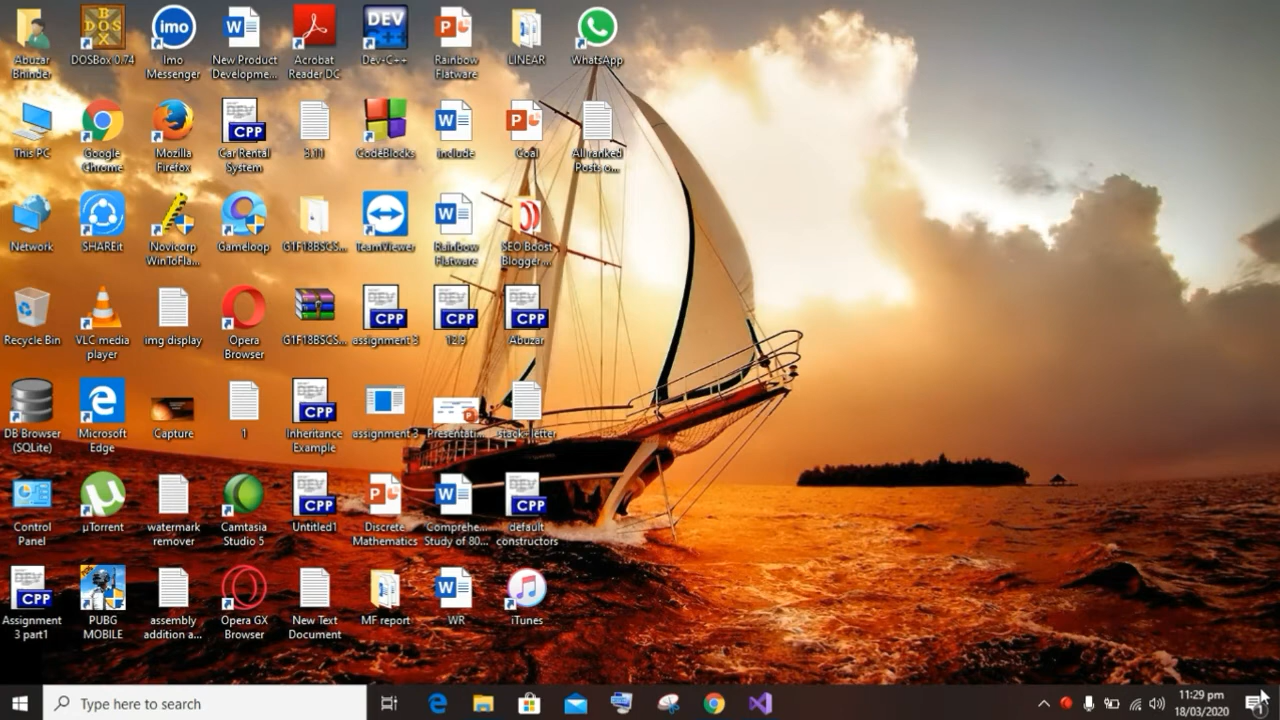 Abuzar
Bhinder
DOSBox 0.74
Imo
Messenger
New Product
Developme...
Acrobat
Reader DC
Dev-C++
Rainbow
Flatware
LINEAR
WhatsApp
This PC
Google
Chrome
Mozilla
Firefox
Car Rental
System
3.11
CodeBlocks
include
Coal
All ranked
Posts o...
Network
SHAREit
Novicorp
WinToFla...
Gameloop
G1F18BSCS...
TeamViewer
Rainbow
Flatware
SEO Boost
Blogger ...
Recycle Bin
VLC media
player
img display
Opera
Browser
G1F18BSCS...
assignment 3
12.9
Abuzar
DB Browser
(SQLite)
Microsoft
Edge
Capture
1
Inheritance
Example
assignment 3
Presentati...
stack+letter
Control
Panel
µTorrent
watermark
remover
Camtasia
Studio 5
Untitled1
Discrete
Mathematics
Comprehe...
Study of 80...
default
constructors
Assignment
3 part1
PUBG
MOBILE
assembly
addition a...
Opera GX
Browser
New Text
Document
MF report
WR
iTunes
Type here to search
11:29 pm
18/03/2020